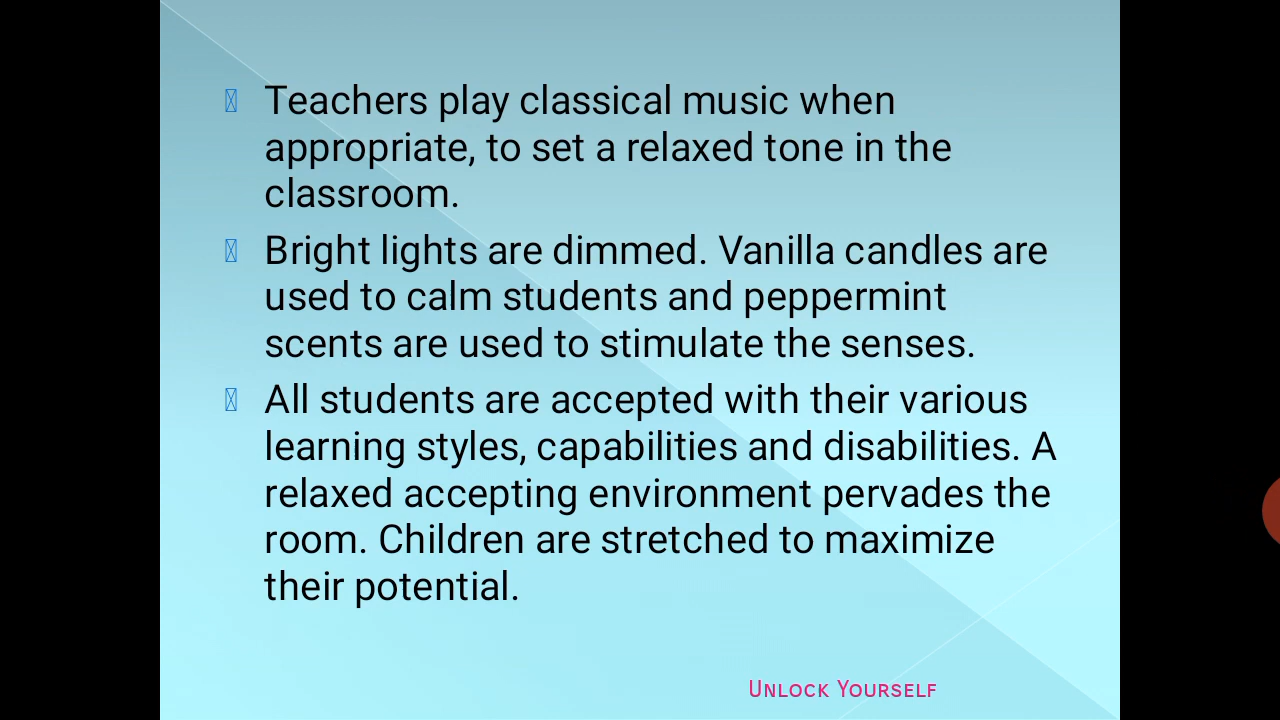 Teachers play classical music when
appropriate, to set a relaxed tone in the
classroom.
Bright lights are dimmed. Vanilla candles are
used to calm students and peppermint
scents are used to stimulate the senses.
All students are accepted with their various
learning styles, capabilities and disabilities. A
relaxed accepting environment pervades the
room. Children are stretched to maximize
their potential.
Unlock Yourself